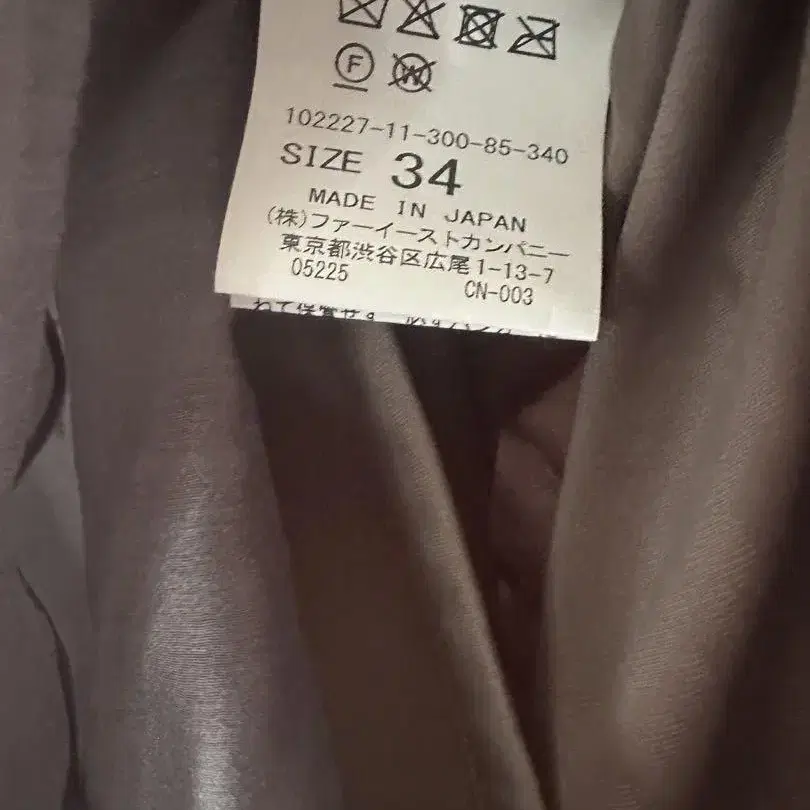 F W
102227-11-300-85-340
SIZE 34
MADE IN JAPAN
(株)ファーイーストカンパニー
東京都渋谷区広尾1-13-7
05225 CN-003